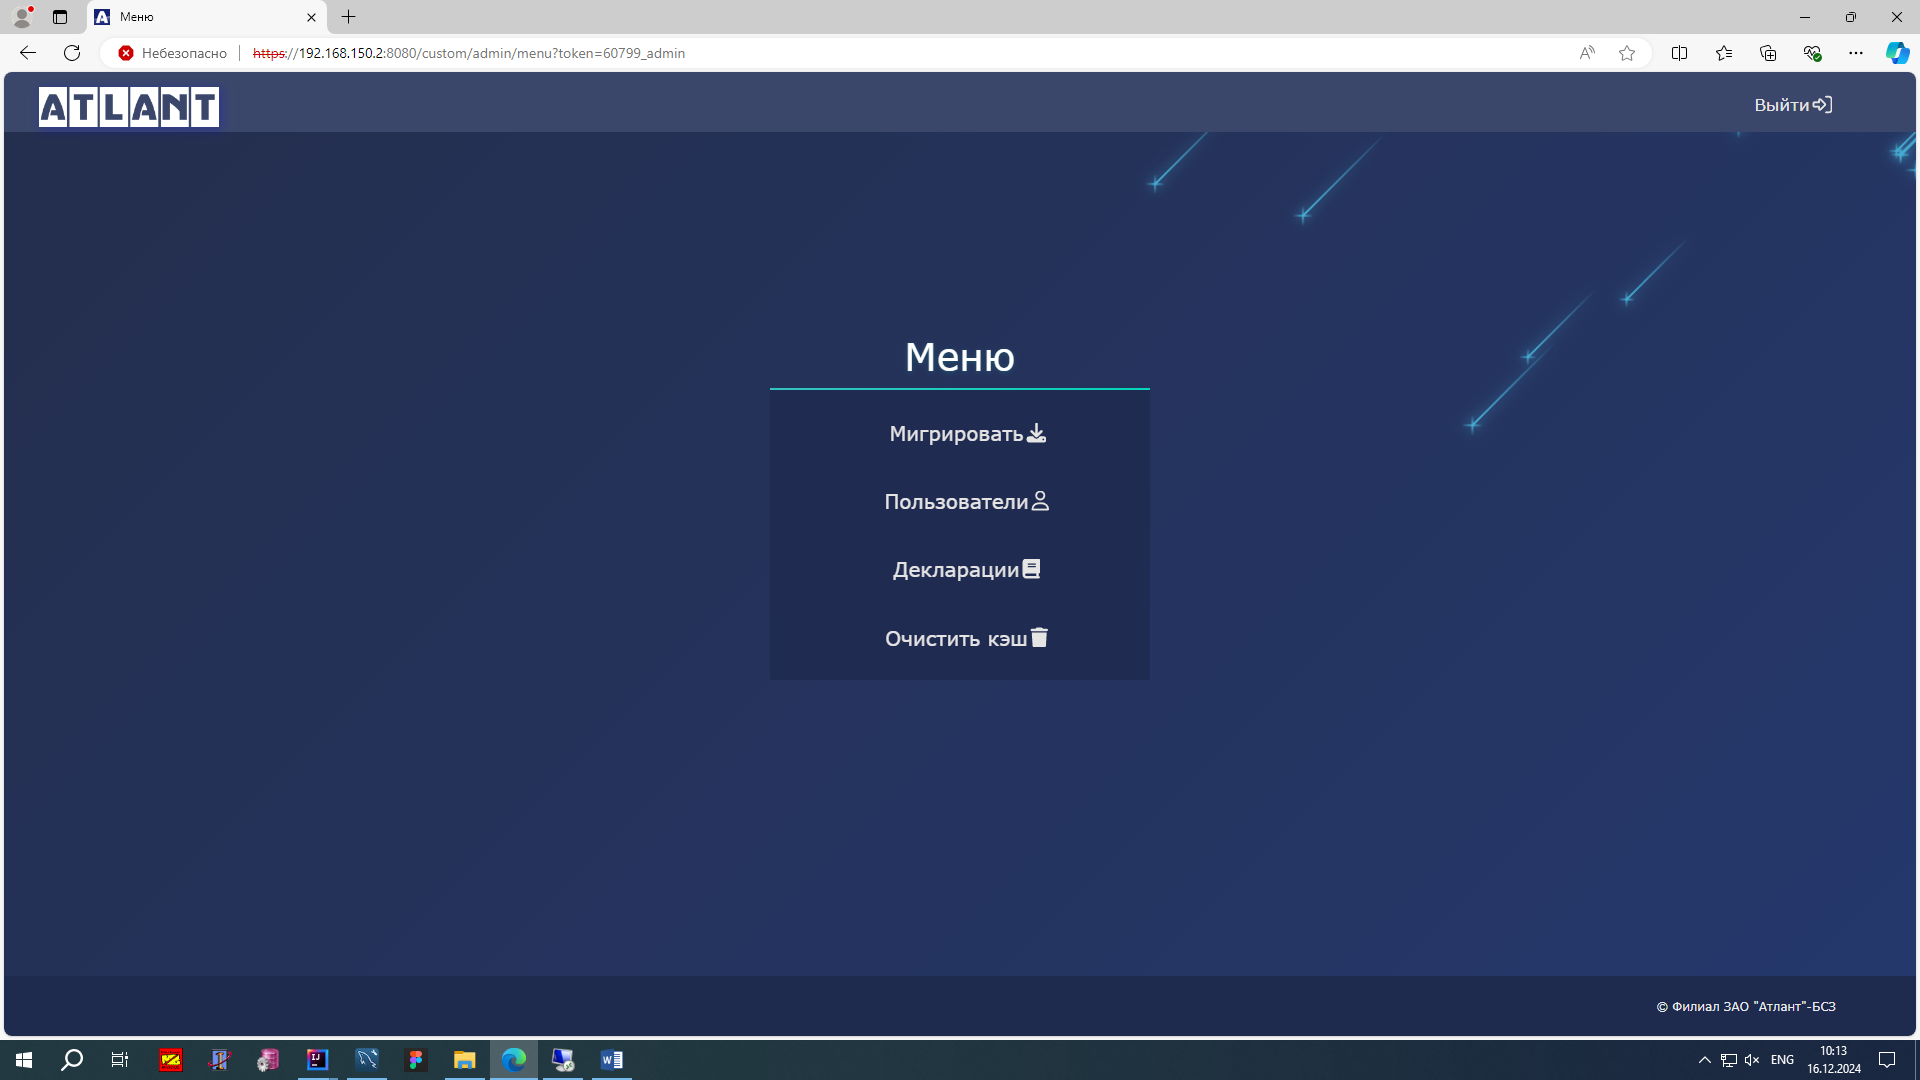 Меню
Небезопасно
https://192.168.150.2:8080/custom/admin/menu?token=60799_admin
ATLANT
Выйти
Меню
Мигрировать
Пользователи
Декларации
Очистить кэш
© Филиал ЗАО "Атлант"-БСЗ
ENG
10:13
16.12.2024